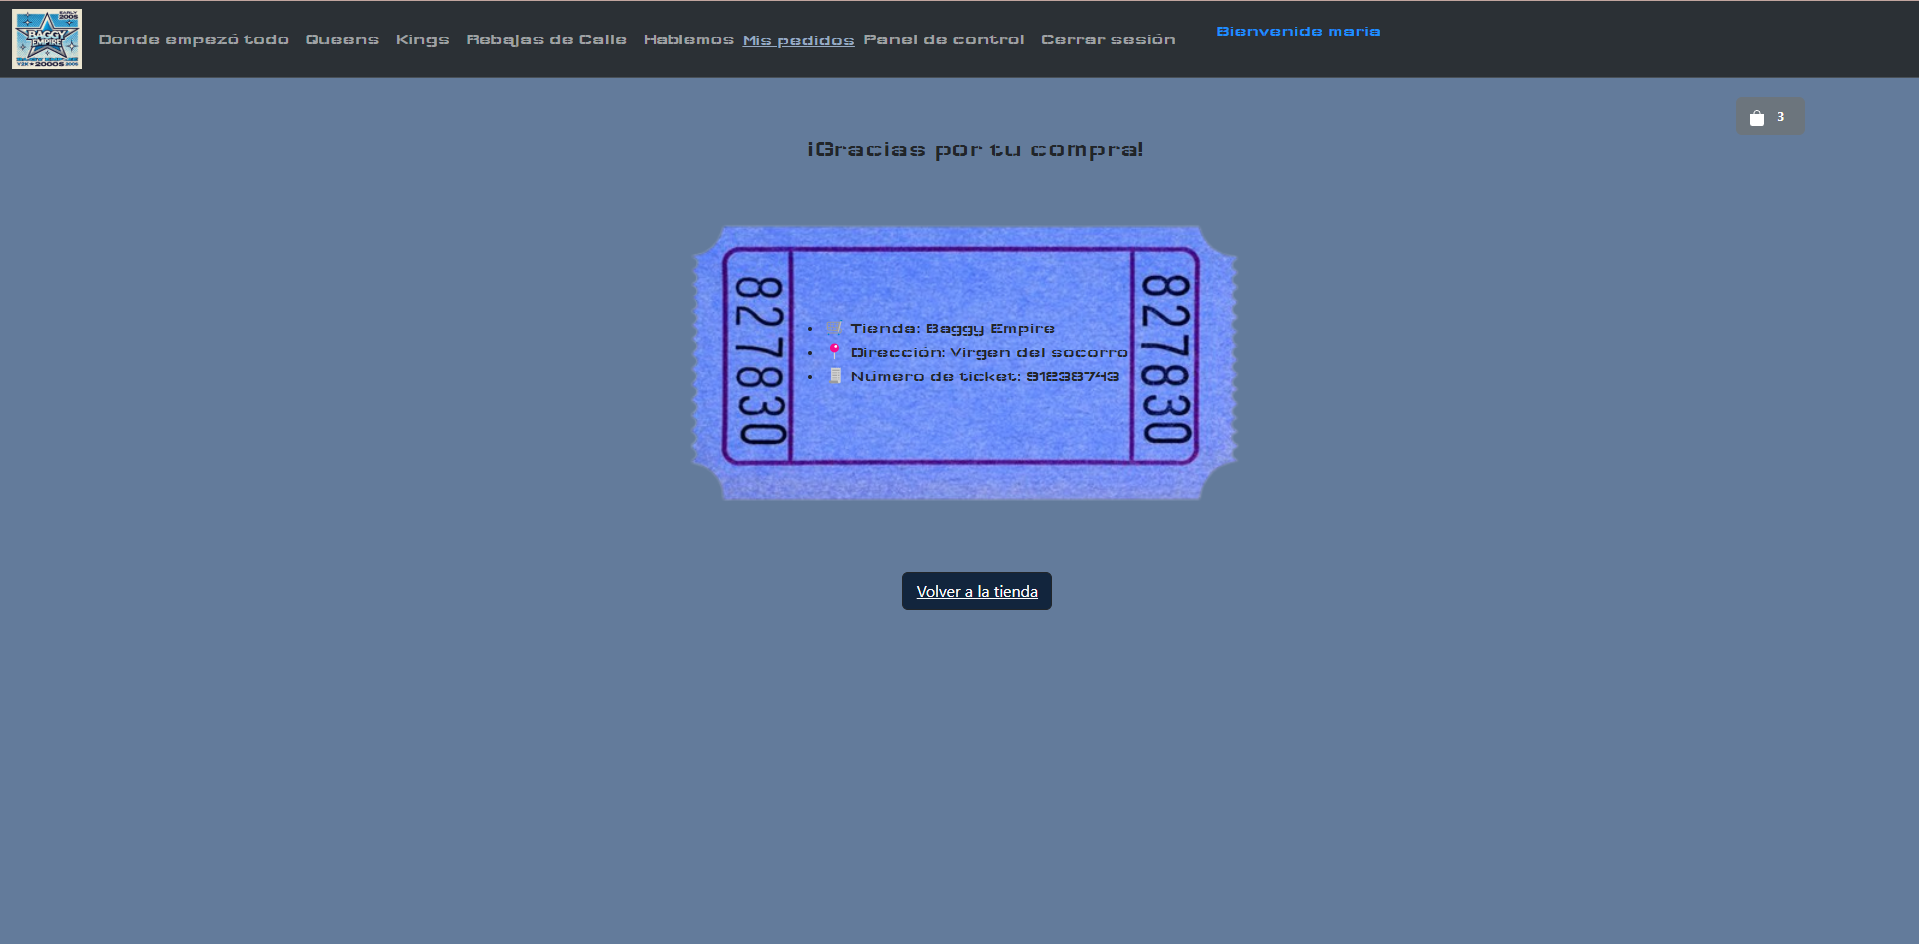 EARLY
2000S
BAGGY
EMPIRE
Y2K ★ 2000S 200S
Donde empezó todo Queens Kings Rebajas de Calle Hablemos Mis pedidos Panel de control Cerrar sesión Bienvenide maria
3
¡Gracias por tu compra!
827830
• 🛒 Tienda: Baggy Empire
• 📍 Dirección: Virgen del socorro
• 🧾 Número de ticket: 91238743
827830
Volver a la tienda